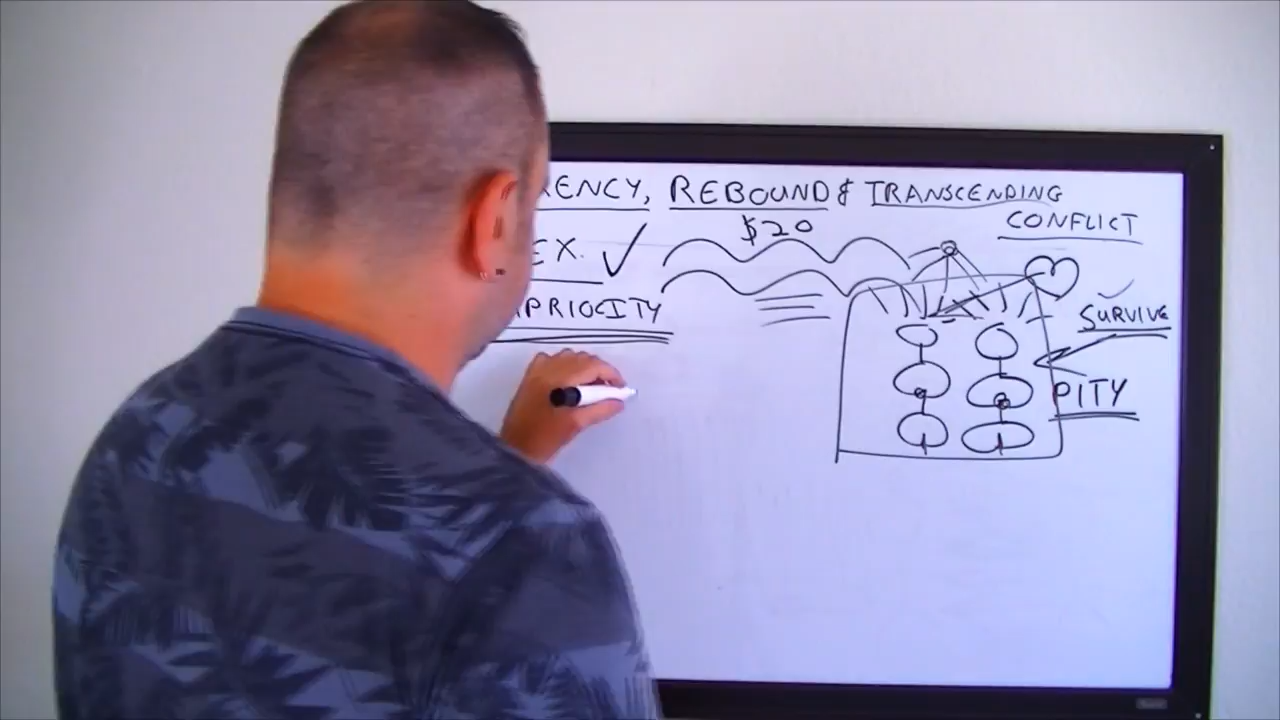 RENCY, REBOUND & TRANSCENDING
CONFLICT
$20
EX.
PRIOCITY
SURVIVE
PITY